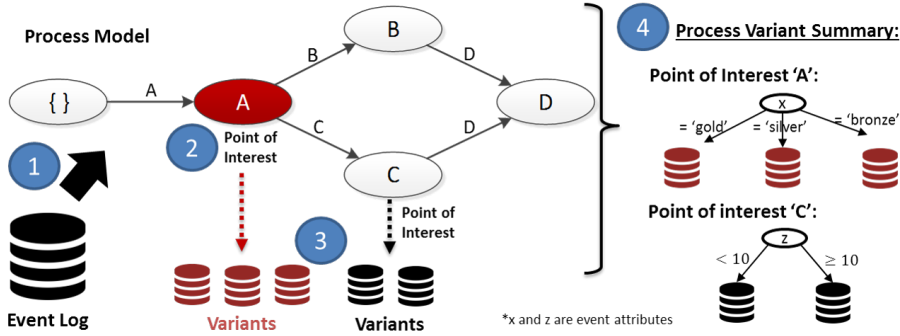 Process Model
{ }
A
A
B
B
C
C
D
D
D
1
2
Point of
Interest
Point of
Interest
3
Event Log
Variants
Variants
4
Process Variant Summary:
Point of Interest ‘A’:
x
= ‘gold’
= ‘silver’
= ‘bronze’
Point of interest ‘C’:
z
< 10
≥ 10
*x and z are event attributes